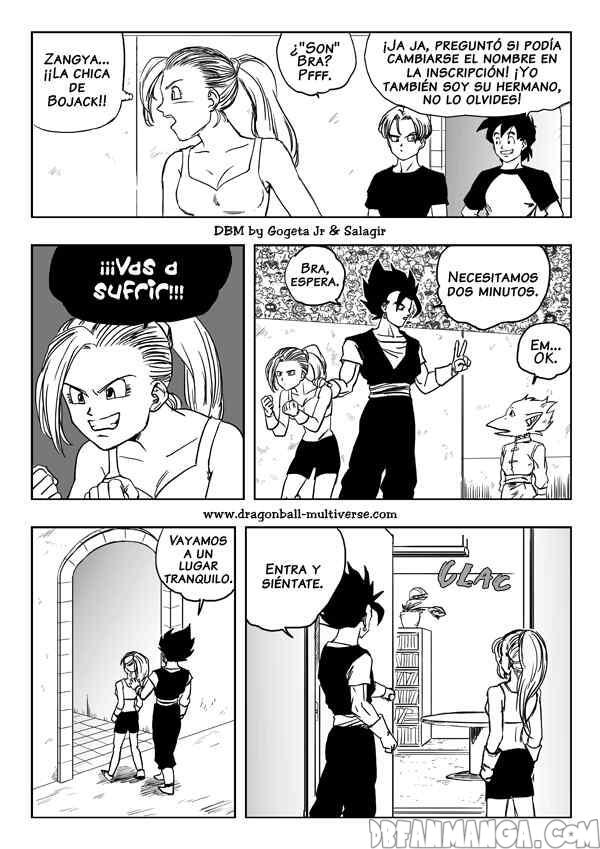 ZANGYA...
¡¡LA CHICA
DE
BOJACK!!
¿"SON"
BRA?
PFFF.
¡JA JA, PREGUNTÓ SI PODÍA
CAMBIARSE EL NOMBRE EN
LA INSCRIPCIÓN! ¡YO
TAMBIÉN SOY SU HERMANO,
NO LO OLVIDES!
DBM by Gogeta Jr & Salagir
¡¡¡Vas a
sufrir!!!
BRA,
ESPERA.
NECESITAMOS
DOS MINUTOS.
EM...
OK.
www.dragonball-multiverse.com
VAYAMOS
A UN
LUGAR
TRANQUILO.
ENTRA Y
SIÉNTATE.
GLAC
DBFANMANGA.COM